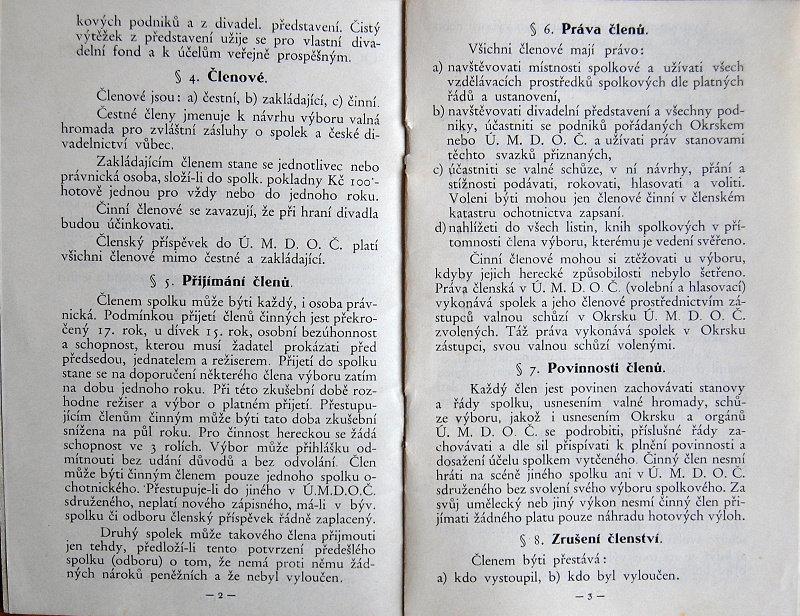 kových podniků a z divadel. představení. Čistý
výtěžek z představení užije se pro vlastní diva-
delní fond a k účelům veřejně prospěšným.
§ 4. Členové.
Členové jsou: a) čestní, b) zakládající, c) činní.
Čestné členy jmenuje k návrhu výboru valná
hromada pro zvláštní zásluhy o spolek a české di-
vadelnictví vůbec.
Zakládajícím členem stane se jednotlivec nebo
právnická osoba, složí-li do spolk. pokladny Kč 100·-
hotově jednou pro vždy nebo do jednoho roku.
Činní členové se zavazují, že při hraní divadla
budou účinkovati.
Členský příspěvek do Ú. M. D. O. Č. platí
všichni členové mimo čestné a zakládající.
§ 5. Přijímání členů.
Členem spolku může býti každý, i osoba práv-
nická. Podmínkou přijetí členů činných jest překro-
čený 17. rok, u dívek 15. rok, osobní bezúhonnost
a schopnost, kterou musí žadatel prokázati před
předsedou, jednatelem a režiserem. Přijetí do spolku
stane se na doporučení některého člena výboru zatím
na dobu jednoho roku. Při této zkušební době roz-
hodne režiser a výbor o platném přijetí. Přestupu-
jícím členům činným může býti tato doba zkušební
snížena na půl roku. Pro činnost hereckou se žádá
schopnost ve 3 rolích. Výbor může přihlášku od-
mítnouti bez udání důvodů a bez odvolání. Člen
může býti činným členem pouze jednoho spolku o-
chotnického. Přestupuje-li do jiného v Ú.M.D.O.Č.
sdruženého, neplatí nového zápisného, má-li v býv.
spolku či odboru členský příspěvek řádně zaplacený.
Druhý spolek může takového člena přijmouti
jen tehdy, předloží-li tento potvrzení předešlého
spolku (odboru) o tom, že nemá proti němu žád-
ných nároků peněžních a že nebyl vyloučen.
— 2 —
§ 6. Práva členů.
Všichni členové mají právo:
a) navštěvovati místnosti spolkové a užívati všech
vzdělávacích prostředků spolkových dle platných
řádů a ustanovení,
b) navštěvovati divadelní představení a všechny pod-
niky, účastniti se podniků pořádaných Okrskem
nebo Ú. M. D. O. Č. a užívati práv stanovami
těchto svazků přiznaných,
c) účastniti se valné schůze, v ní návrhy, přání a
stížnosti podávati, rokovati, hlasovati a voliti.
Voleni býti mohou jen členové činní v členském
katastru ochotnictva zapsaní.
d) nahlížeti do všech listin, knih spolkových v pří-
tomnosti člena výboru, kterému je vedení svěřeno.
Činní členové mohou si ztěžovati u výboru,
kdyby jejich herecké způsobilosti nebylo šetřeno.
Práva členská v Ú. M. D. O. Č. (volební a hlasovací)
vykonává spolek a jeho členové prostřednictvím zá-
stupců valnou schůzí v Okrsku Ú. M. D. O. Č.
zvolených. Táž práva vykonává spolek v Okrsku
zástupci, svou valnou schůzí volenými.
§ 7. Povinnosti členů.
Každý člen jest povinen zachovávati stanovy
a řády spolku, usnesením valné hromady, schů-
ze výboru, jakož i usnesením Okrsku a orgánů
Ú. M. D. O. Č. se podrobiti, příslušné řády za-
chovávati a dle sil přispívati k plnění povinností a
dosažení účelu spolkem vytčeného. Činný člen nesmí
hráti na scéně jiného spolku ani v Ú. M. D. O. Č.
sdruženého bez svolení svého výboru spolkového. Za
svůj umělecký neb jiný výkon nesmí činný člen při-
jímati žádného platu pouze náhradu hotových výloh.
§ 8. Zrušení členství.
Členem býti přestává:
a) kdo vystoupil, b) kdo byl vyloučen.
— 3 —